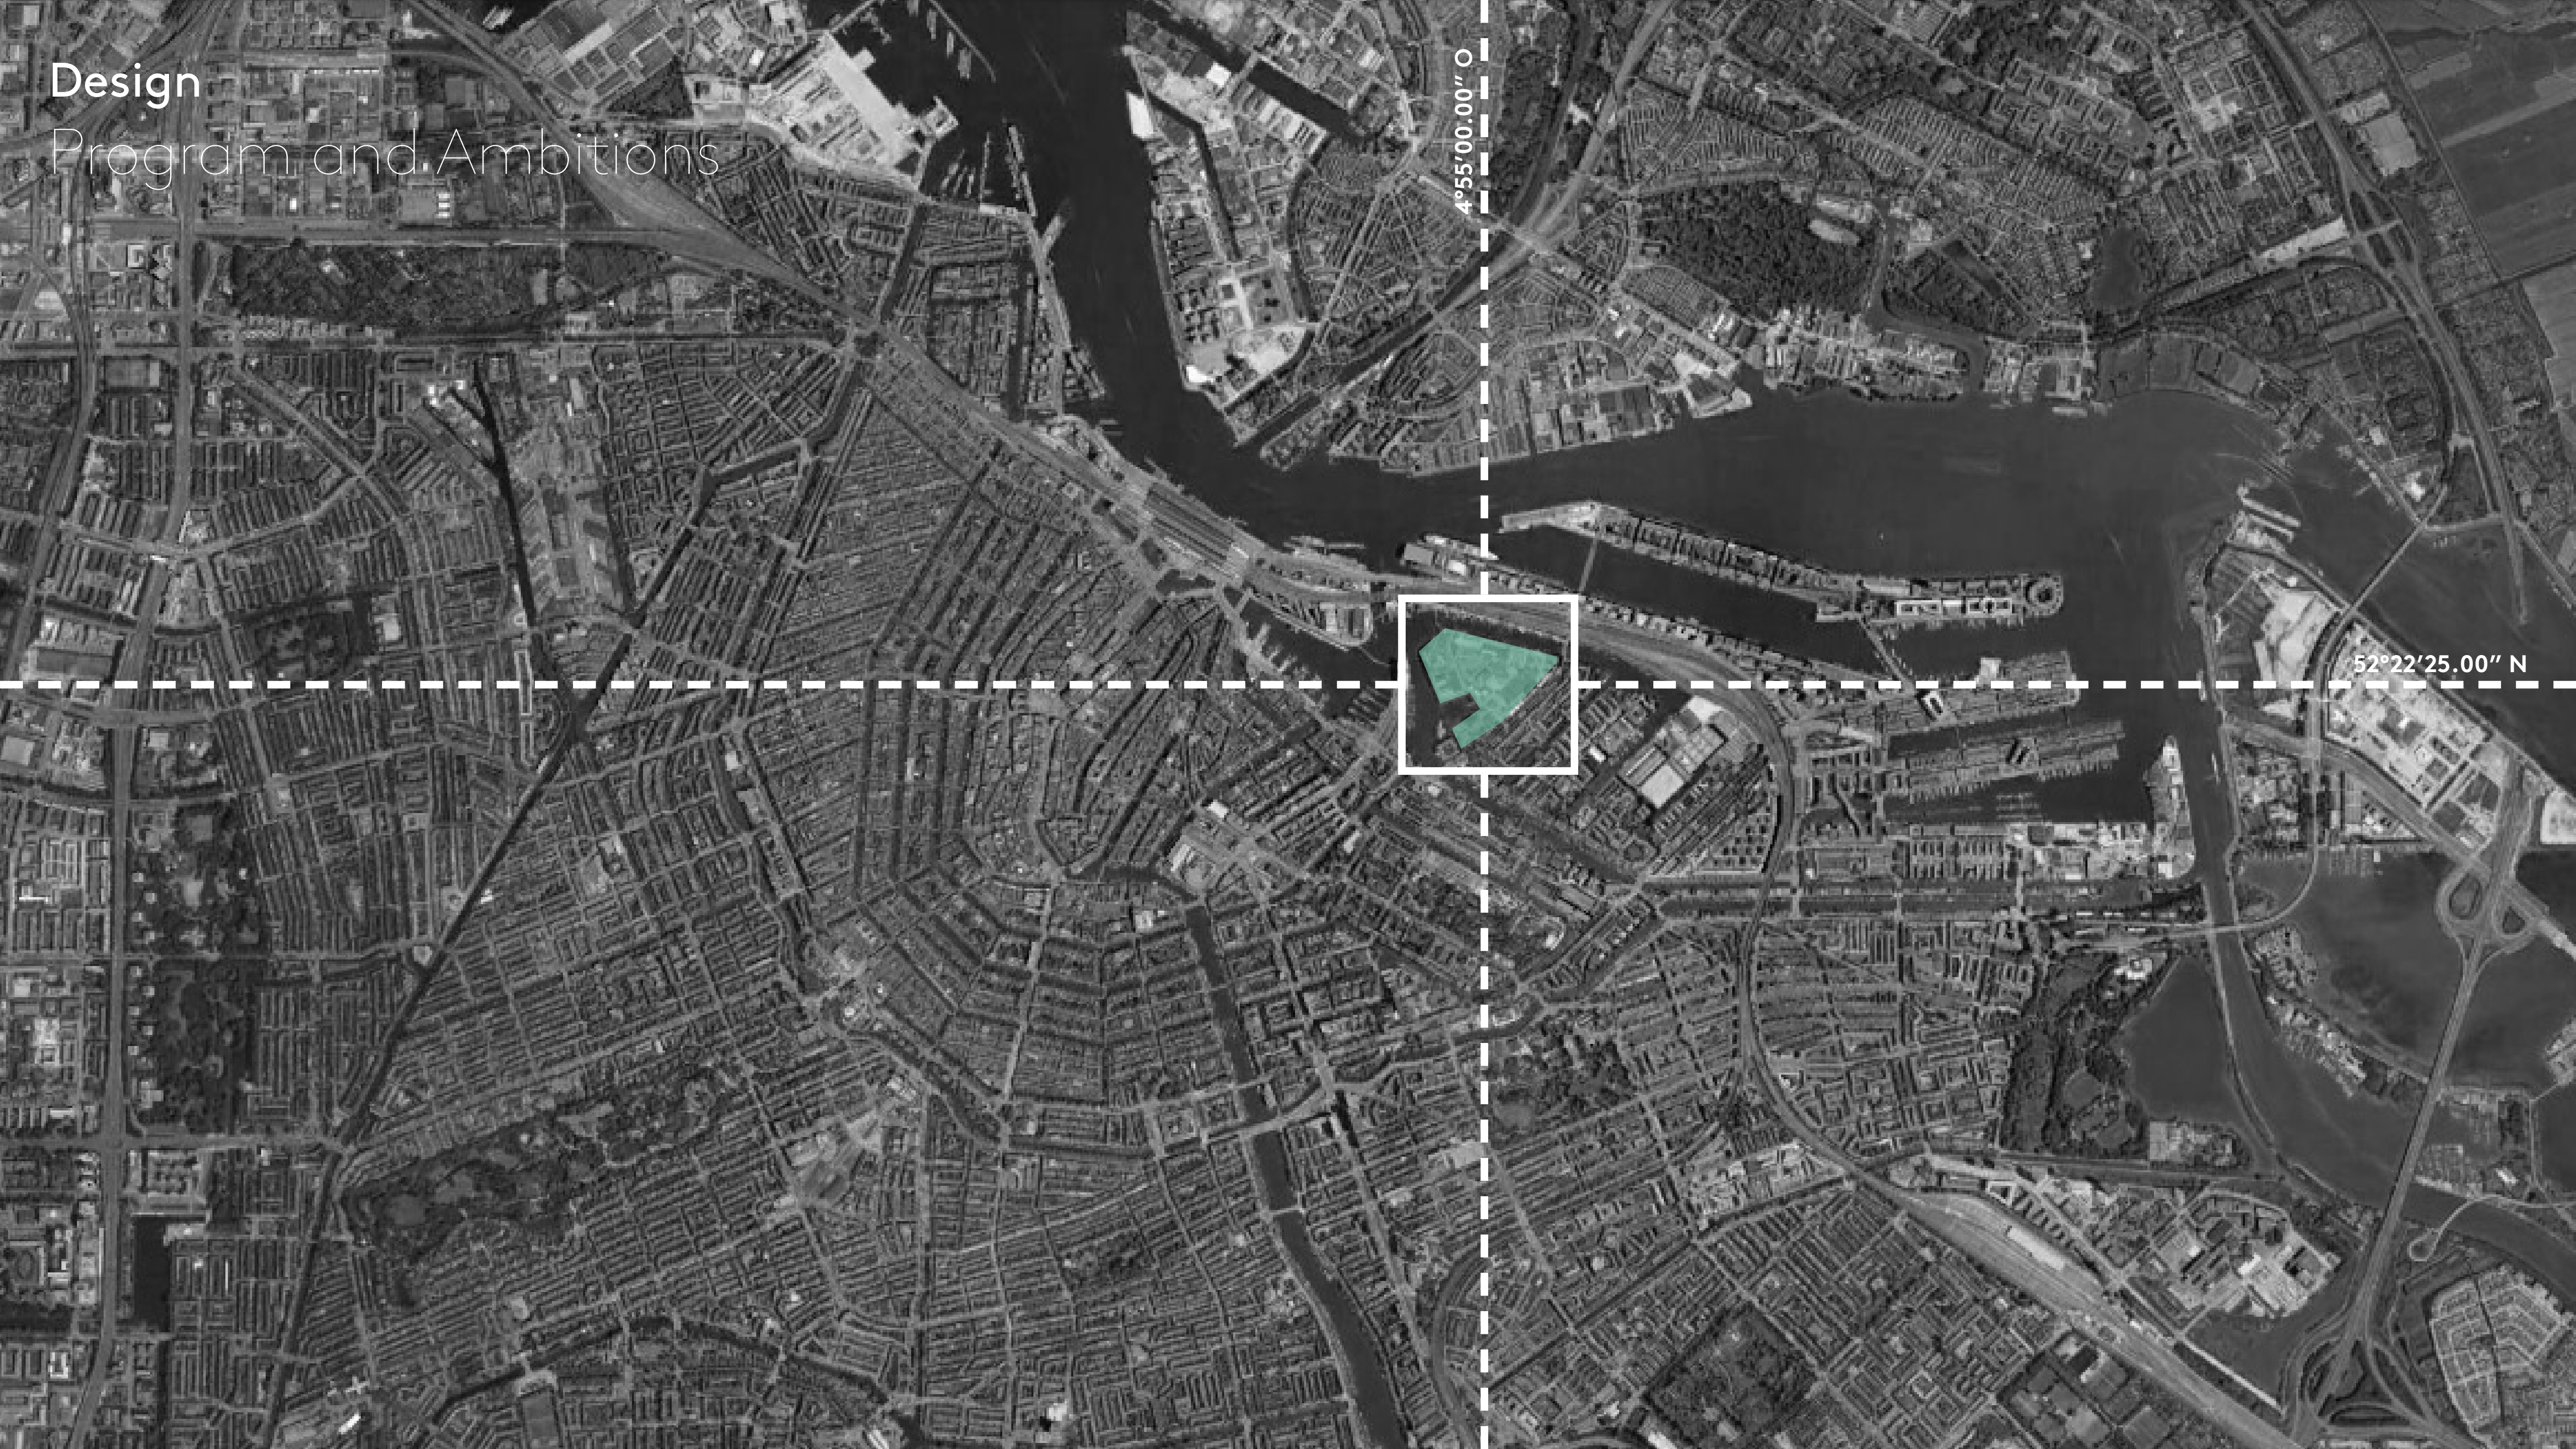 Design
Program and Ambitions
4°55’00.00” O
52°22’25.00” N